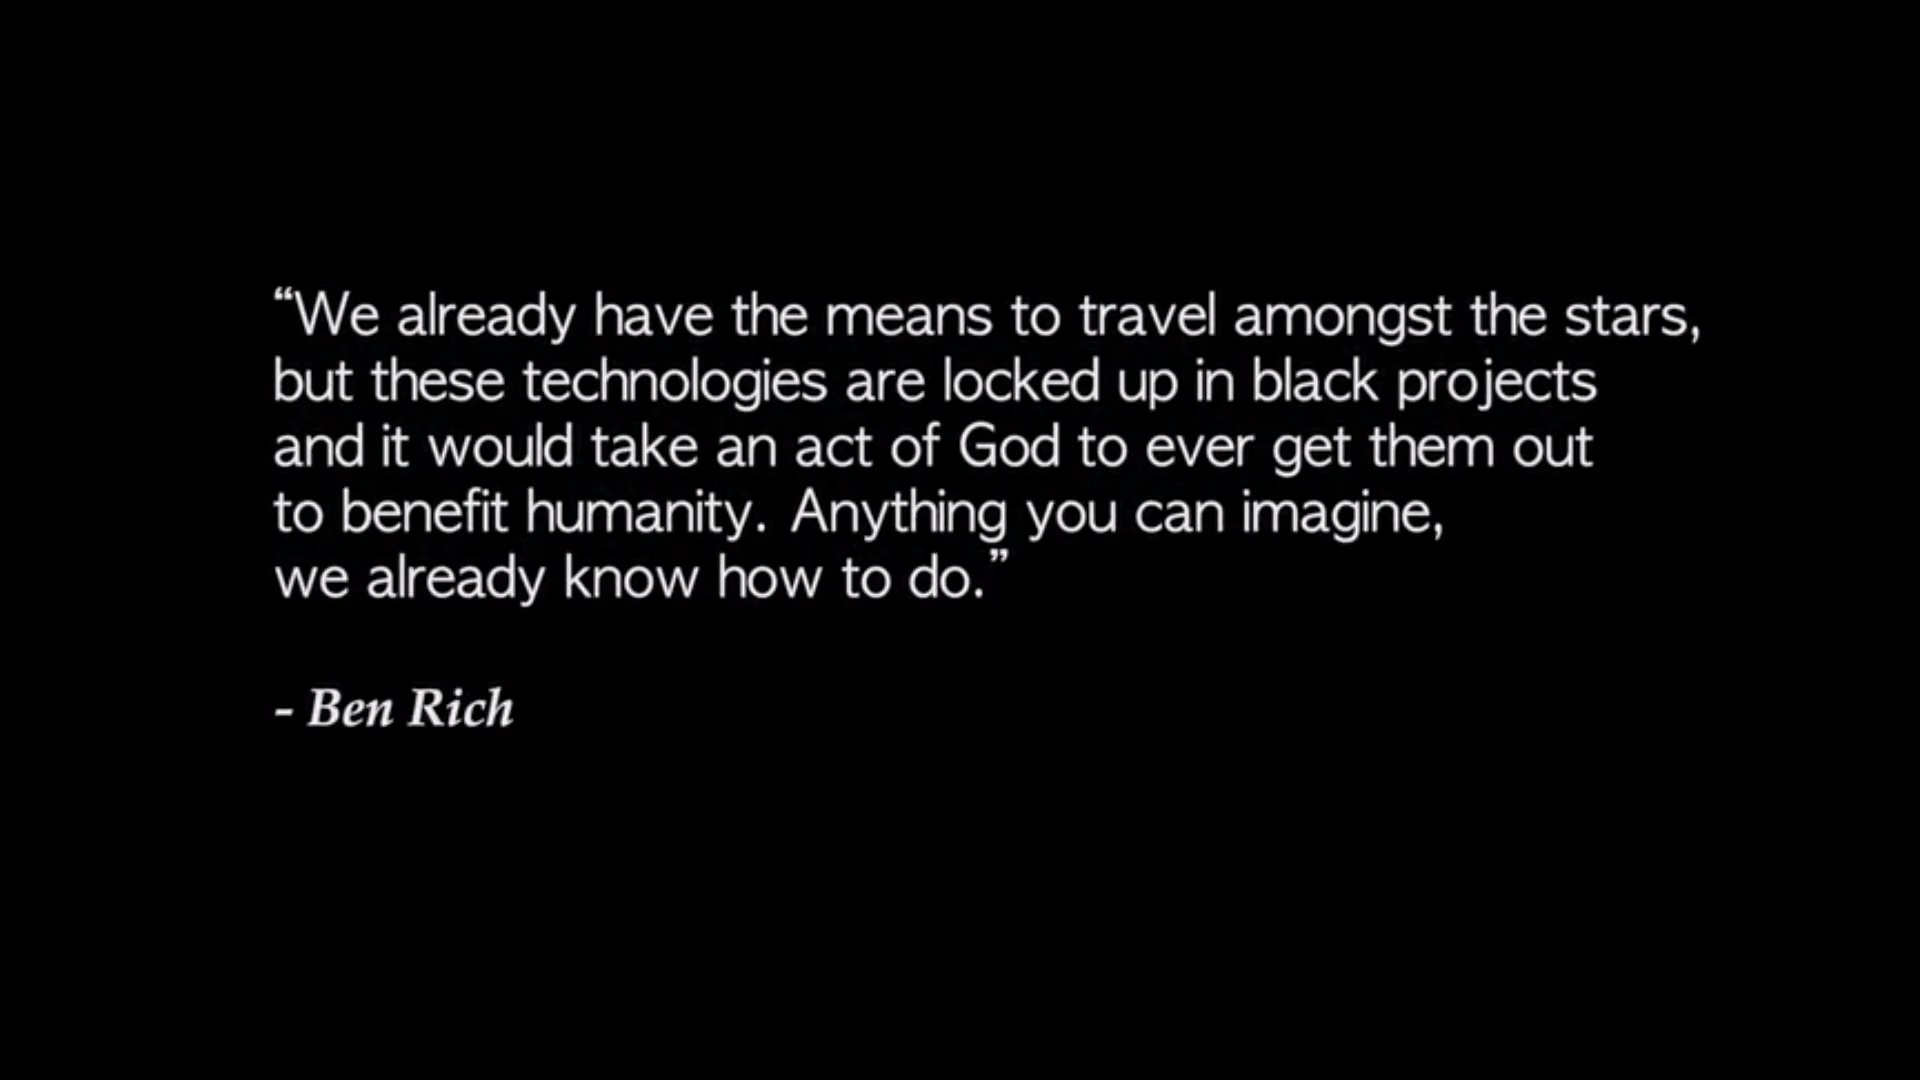 “We already have the means to travel amongst the stars,
but these technologies are locked up in black projects
and it would take an act of God to ever get them out
to benefit humanity. Anything you can imagine,
we already know how to do.”
- Ben Rich